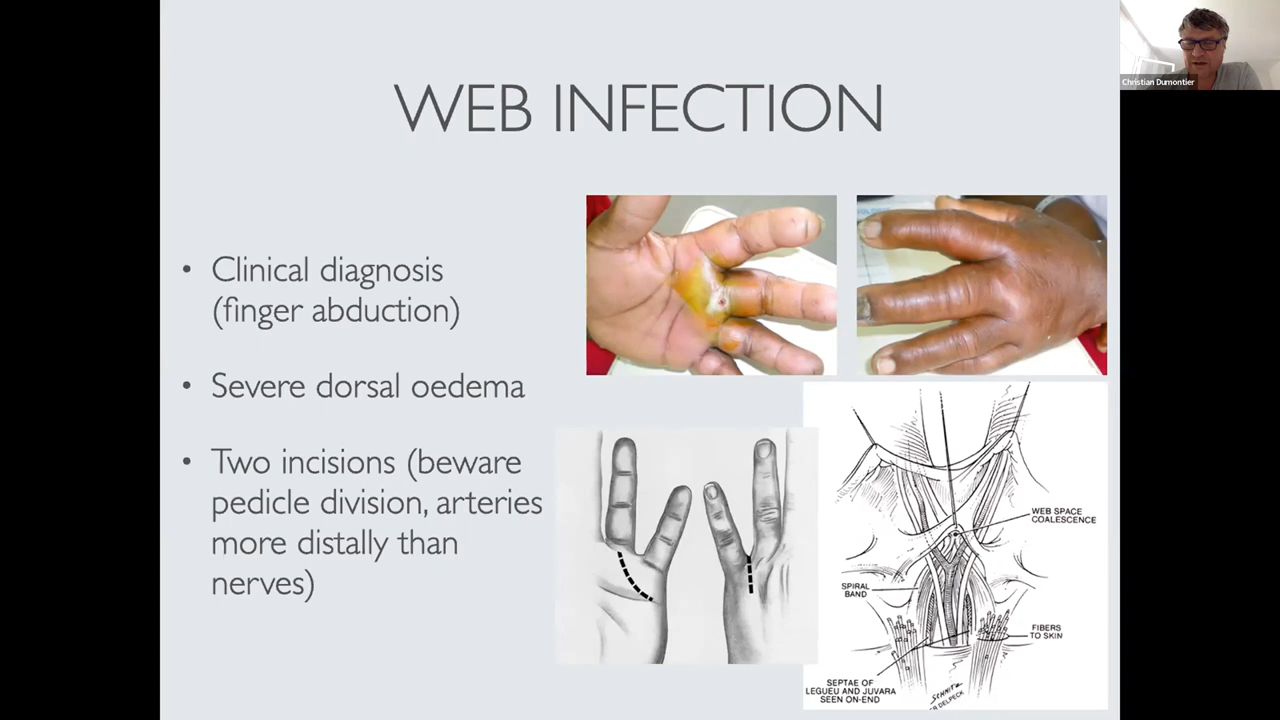 Christian Dumontier
WEB INFECTION
• Clinical diagnosis
(finger abduction)
• Severe dorsal oedema
• Two incisions (beware
pedicle division, arteries
more distally than
nerves)
WEB SPACE
COALESCENCE
SPIRAL
BAND
FIBERS
TO SKIN
SEPTAE OF
LEGUEU AND JUVARA
SEEN ON-END